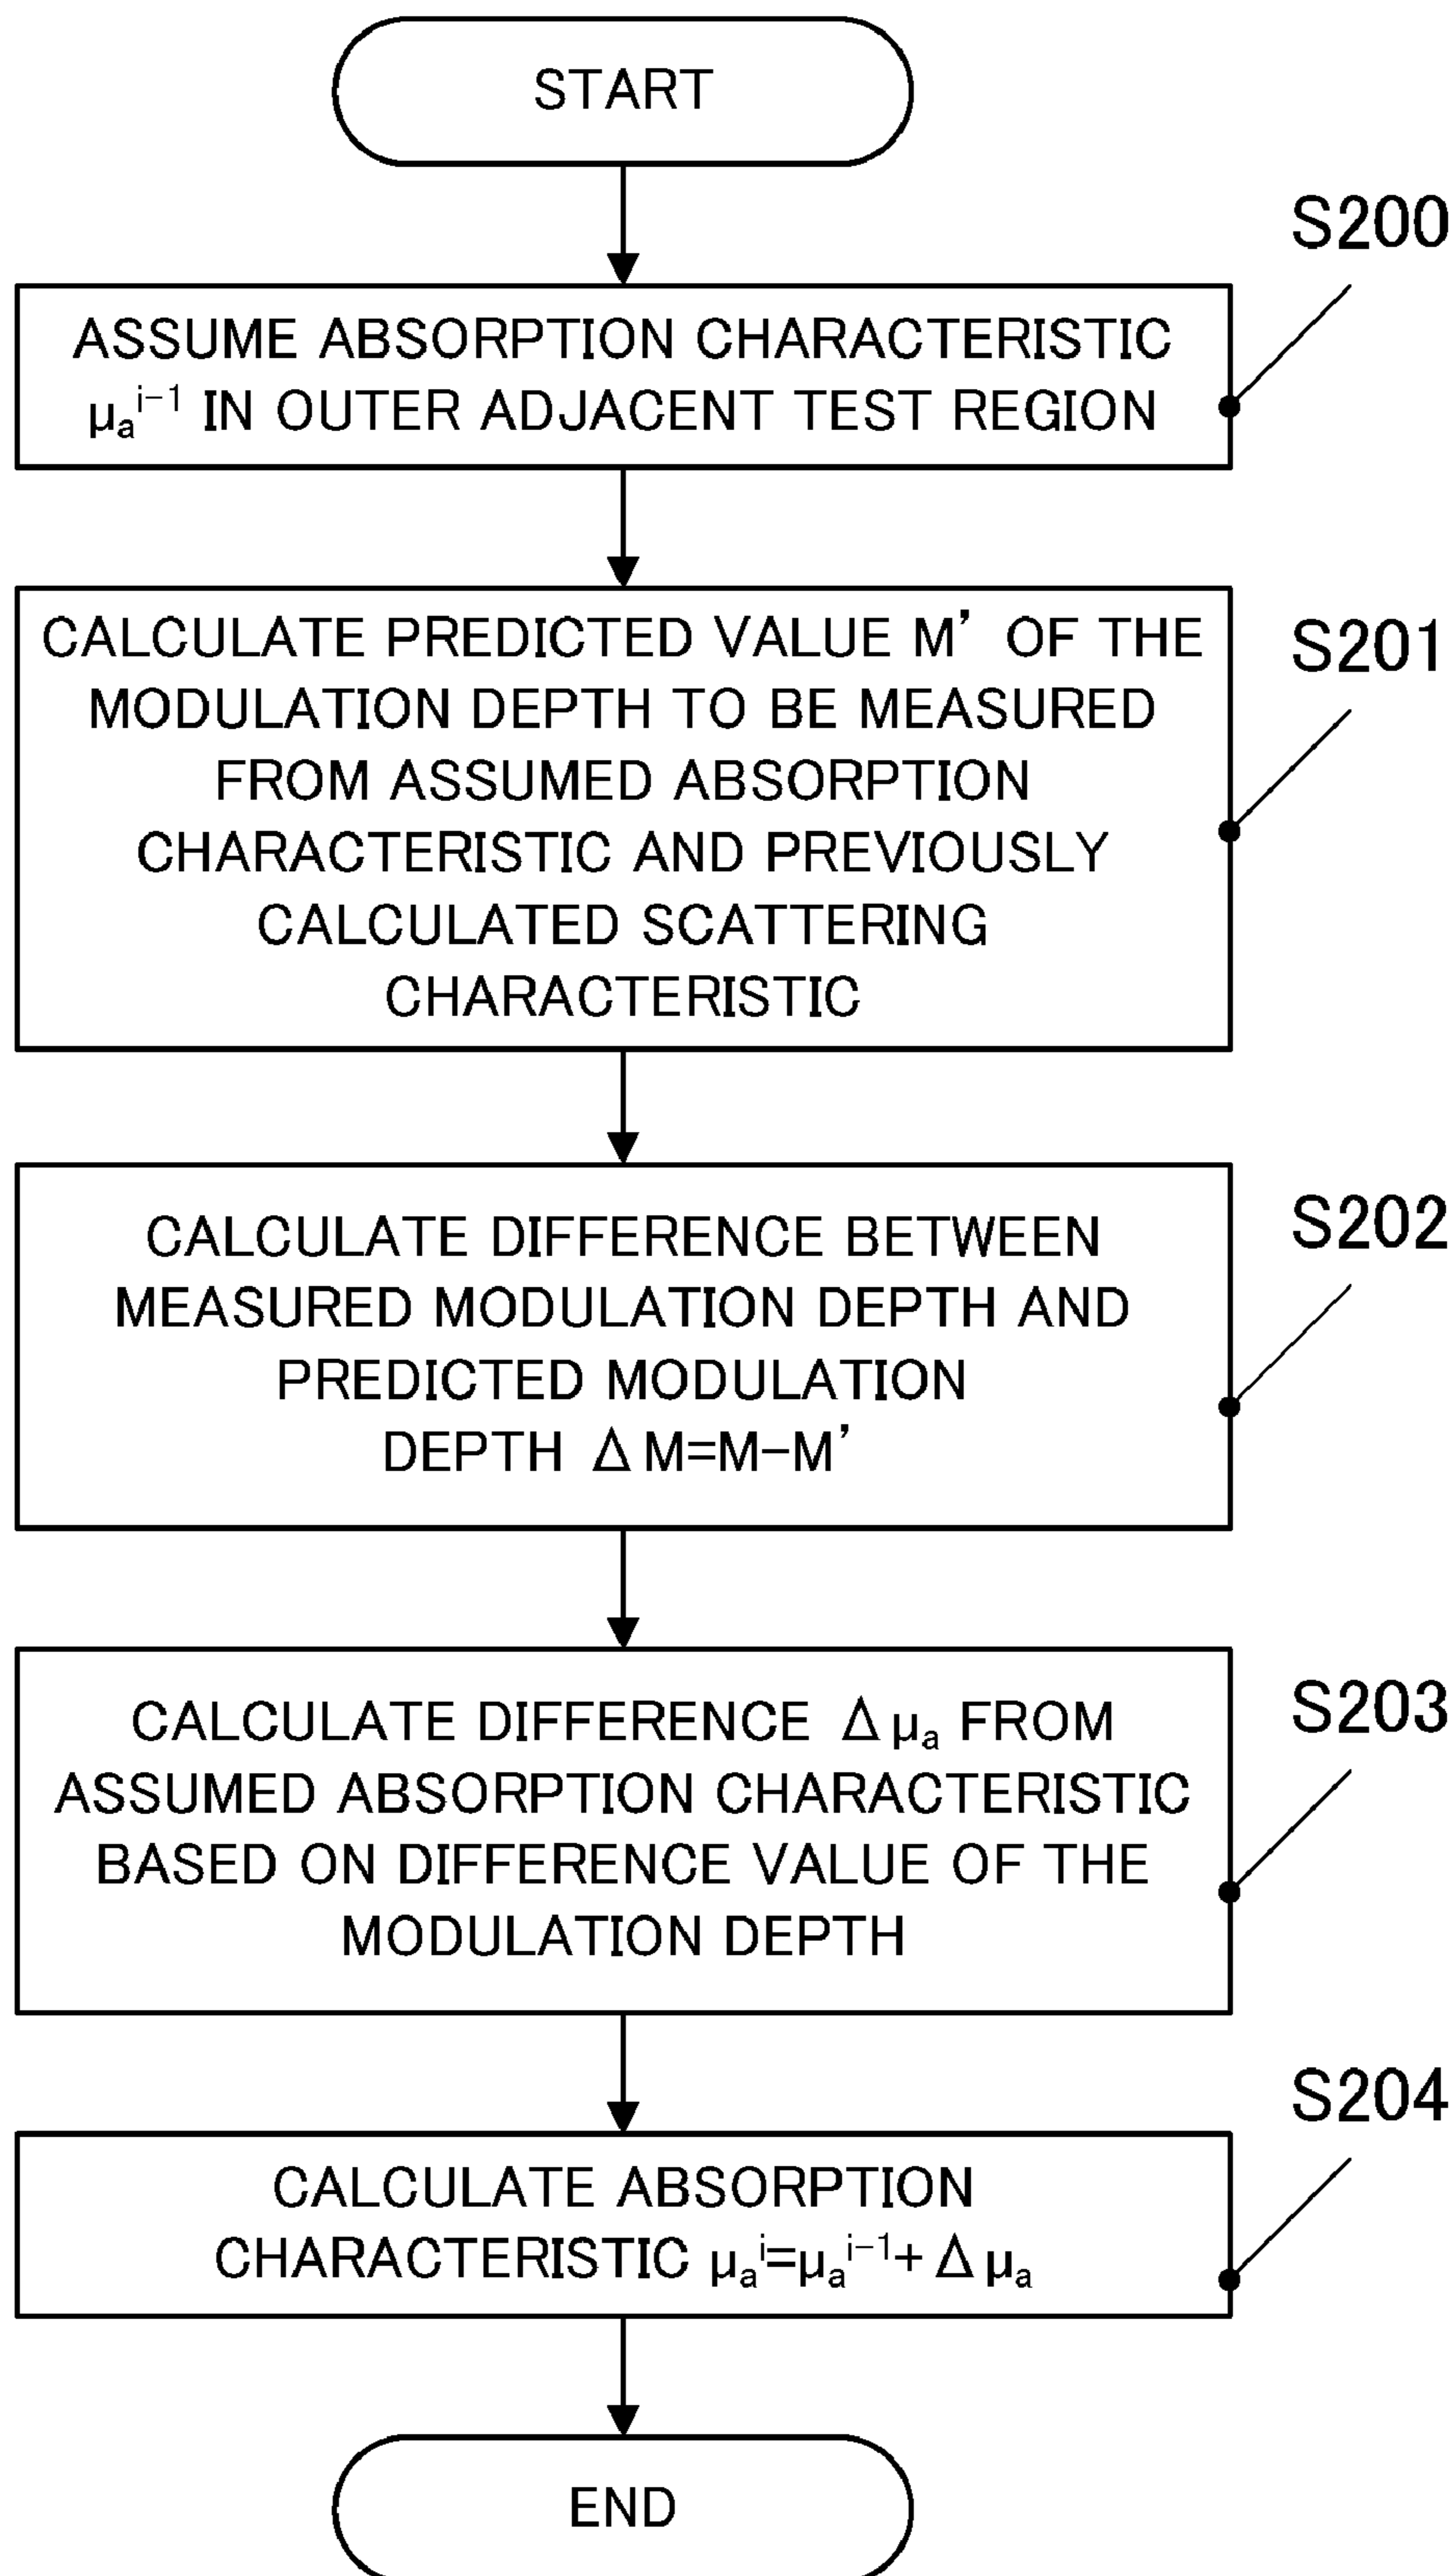 START
S200
ASSUME ABSORPTION CHARACTERISTIC
μₐⁱ⁻¹ IN OUTER ADJACENT TEST REGION
S201
CALCULATE PREDICTED VALUE M’ OF THE
MODULATION DEPTH TO BE MEASURED
FROM ASSUMED ABSORPTION
CHARACTERISTIC AND PREVIOUSLY
CALCULATED SCATTERING
CHARACTERISTIC
S202
CALCULATE DIFFERENCE BETWEEN
MEASURED MODULATION DEPTH AND
PREDICTED MODULATION
DEPTH ΔM=M−M’
S203
CALCULATE DIFFERENCE Δμₐ FROM
ASSUMED ABSORPTION CHARACTERISTIC
BASED ON DIFFERENCE VALUE OF THE
MODULATION DEPTH
S204
CALCULATE ABSORPTION
CHARACTERISTIC μₐⁱ=μₐⁱ⁻¹+Δμₐ
END